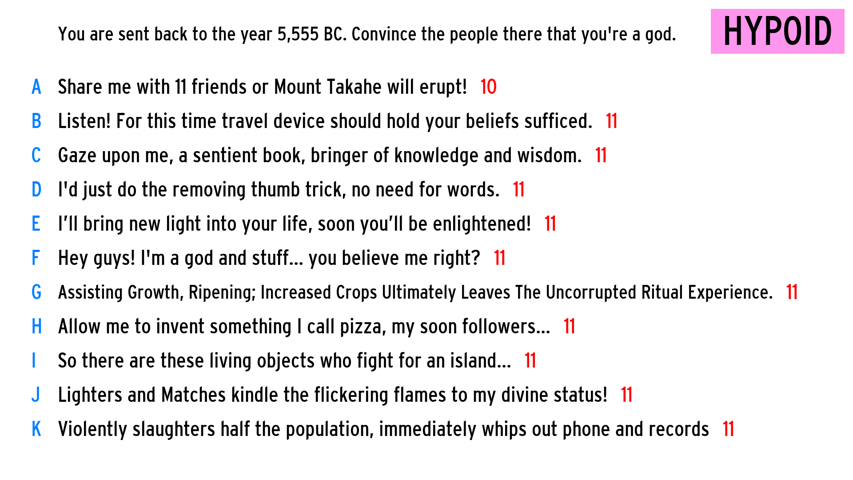 You are sent back to the year 5,555 BC. Convince the people there that you're a god.
HYPOID
A Share me with 11 friends or Mount Takahe will erupt! 10
B Listen! For this time travel device should hold your beliefs sufficed. 11
C Gaze upon me, a sentient book, bringer of knowledge and wisdom. 11
D I'd just do the removing thumb trick, no need for words. 11
E I’ll bring new light into your life, soon you’ll be enlightened! 11
F Hey guys! I'm a god and stuff... you believe me right? 11
G Assisting Growth, Ripening; Increased Crops Ultimately Leaves The Uncorrupted Ritual Experience. 11
H Allow me to invent something I call pizza, my soon followers... 11
I So there are these living objects who fight for an island... 11
J Lighters and Matches kindle the flickering flames to my divine status! 11
K Violently slaughters half the population, immediately whips out phone and records 11